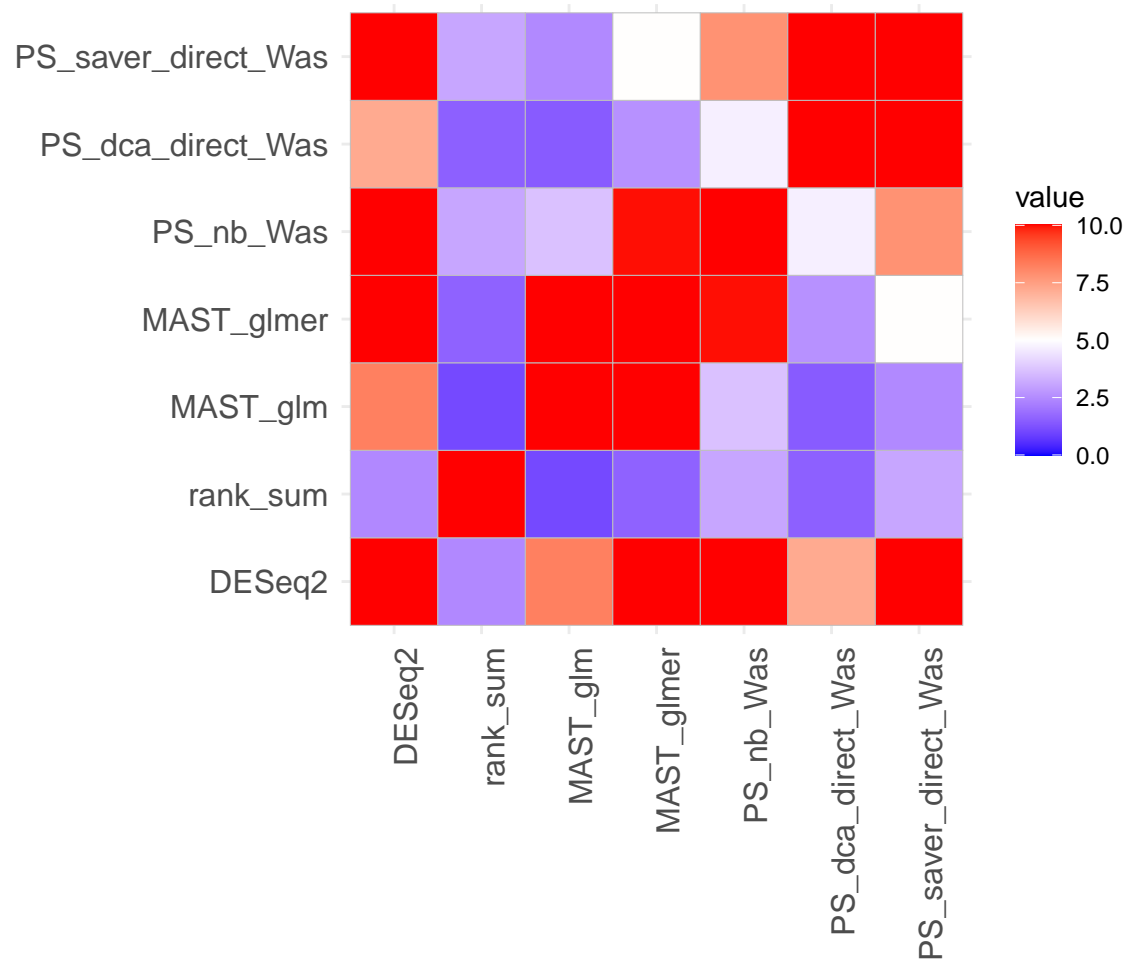 PS_saver_direct_Was
PS_dca_direct_Was
PS_nb_Was
MAST_glmer
MAST_glm
rank_sum
DESeq2
value
10.0
7.5
5.0
2.5
0.0
DESeq2
rank_sum
MAST_glm
MAST_glmer
PS_nb_Was
PS_dca_direct_Was
PS_saver_direct_Was